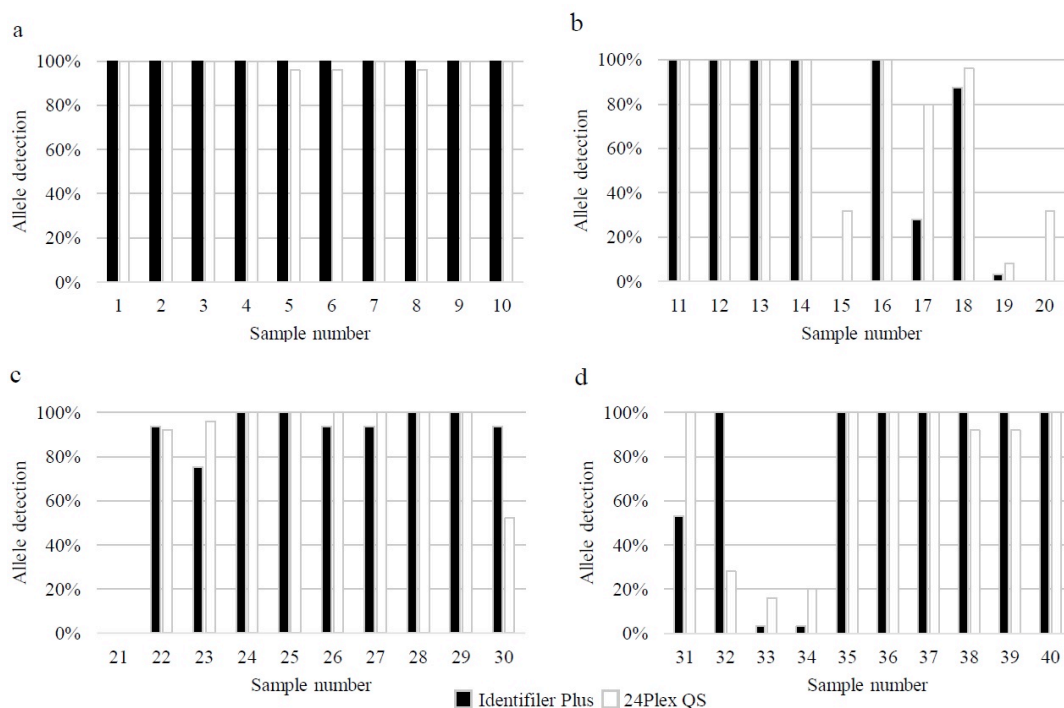 a
100%
80%
60%
40%
20%
0%
Allele detection
1 2 3 4 5 6 7 8 9 10
Sample number
b
100%
80%
60%
40%
20%
0%
Allele detection
11 12 13 14 15 16 17 18 19 20
Sample number
c
100%
80%
60%
40%
20%
0%
Allele detection
21 22 23 24 25 26 27 28 29 30
Sample number
d
100%
80%
60%
40%
20%
0%
Allele detection
31 32 33 34 35 36 37 38 39 40
Sample number
Identifiler Plus 24Plex QS